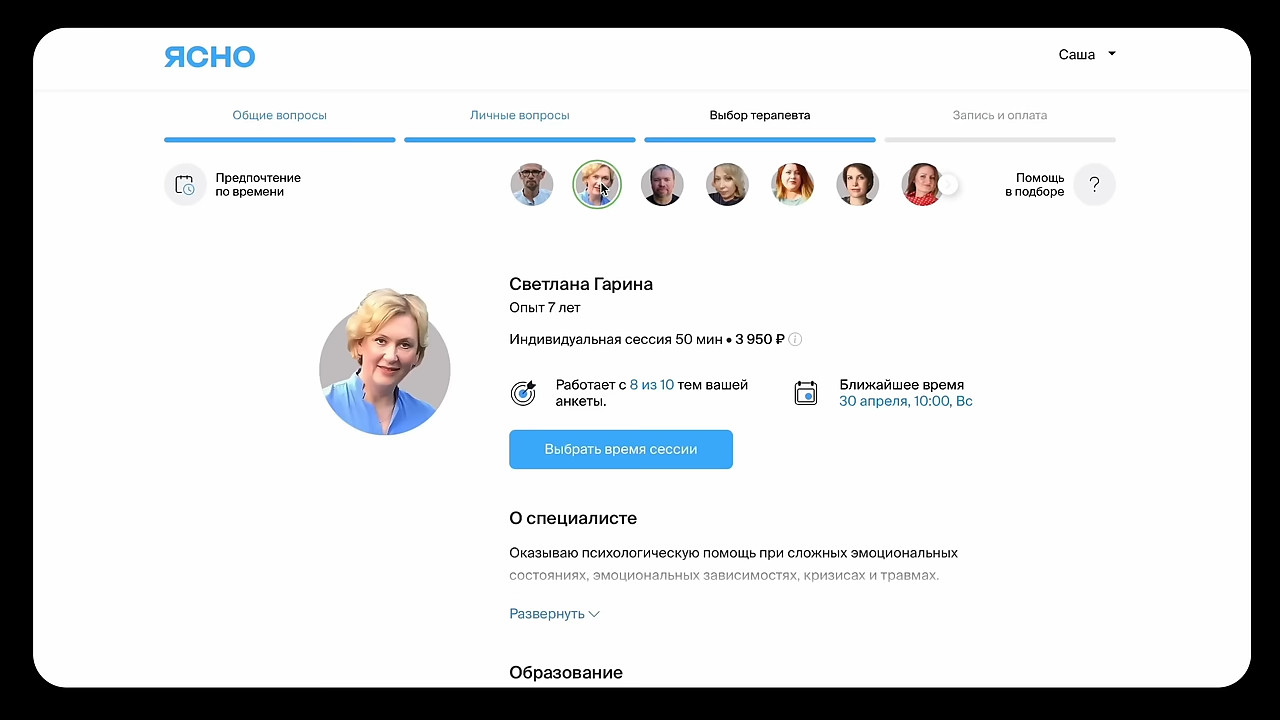 ЯСНО
Саша
Общие вопросы
Личные вопросы
Выбор терапевта
Запись и оплата
Предпочтение
по времени
Помощь
в подборе
?
Светлана Гарина
Опыт 7 лет
Индивидуальная сессия 50 мин • 3 950 ₽ i
Работает с 8 из 10 тем вашей
анкеты.
Ближайшее время
30 апреля, 10:00, Вс
Выбрать время сессии
О специалисте
Оказываю психологическую помощь при сложных эмоциональных
состояниях, эмоциональных зависимостях, кризисах и травмах.
Развернуть
Образование